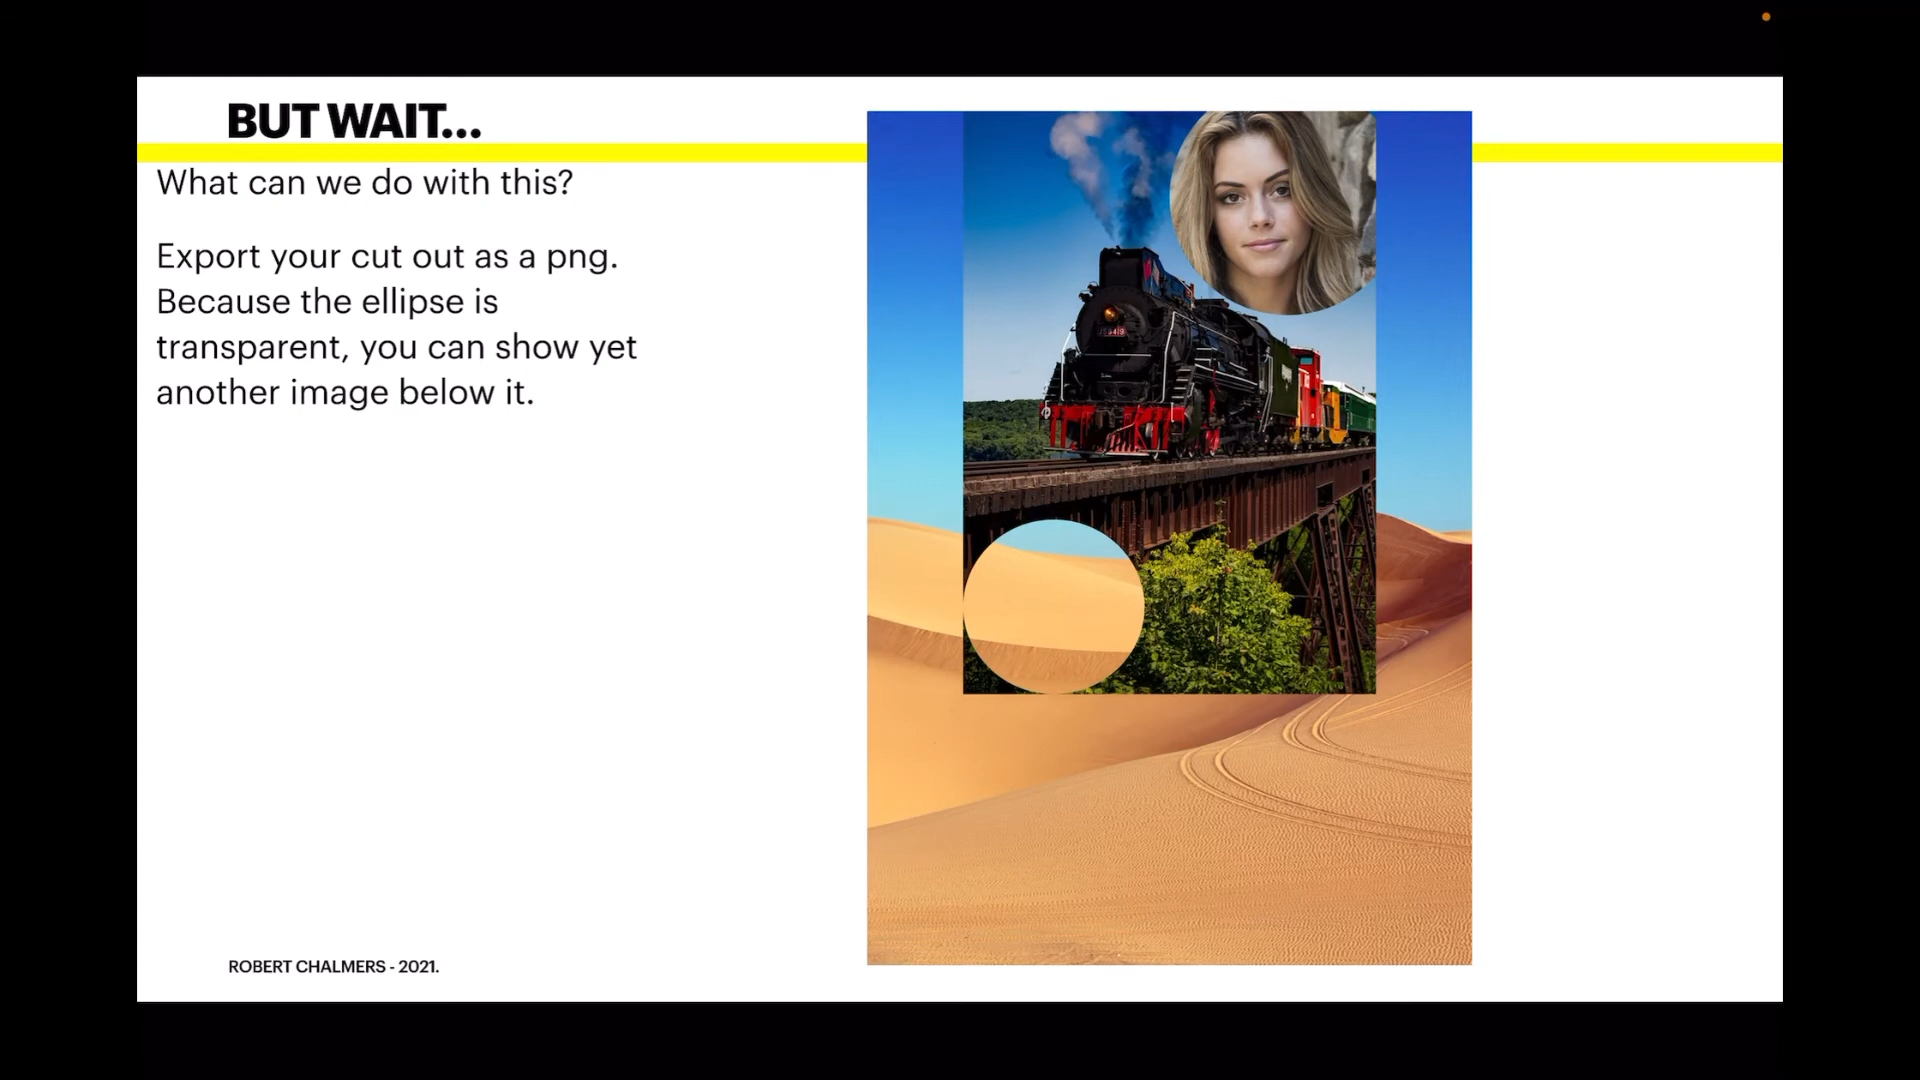 BUT WAIT...
What can we do with this?
Export your cut out as a png.
Because the ellipse is
transparent, you can show yet
another image below it.
ROBERT CHALMERS - 2021.